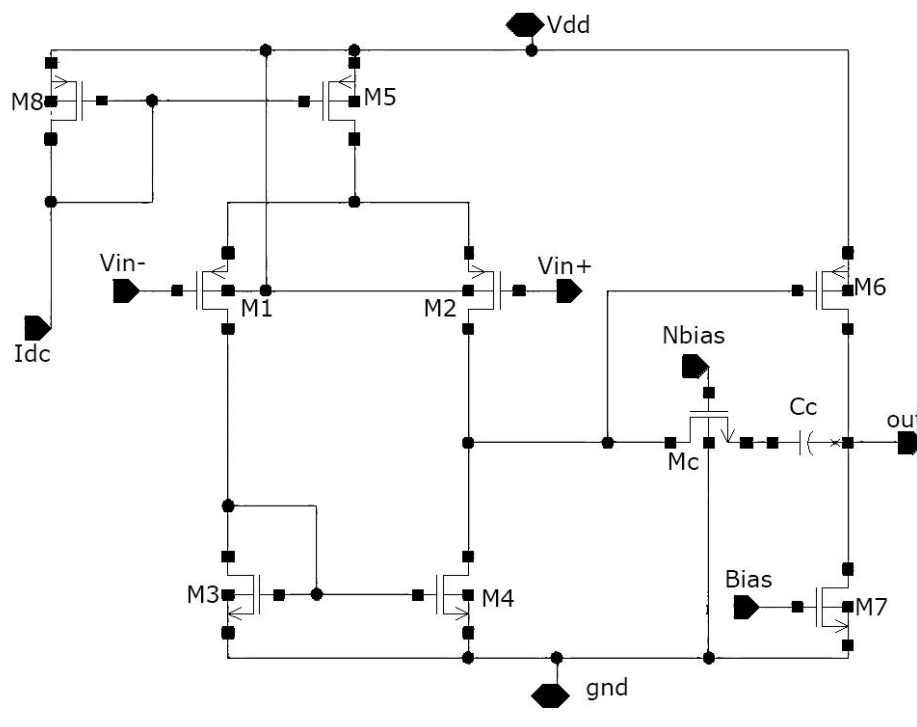 Vdd
M8
M5
Vin-
M1
M2
Vin+
M6
Idc
Nbias
Cc
out
Mc
M3
M4
Bias
M7
gnd